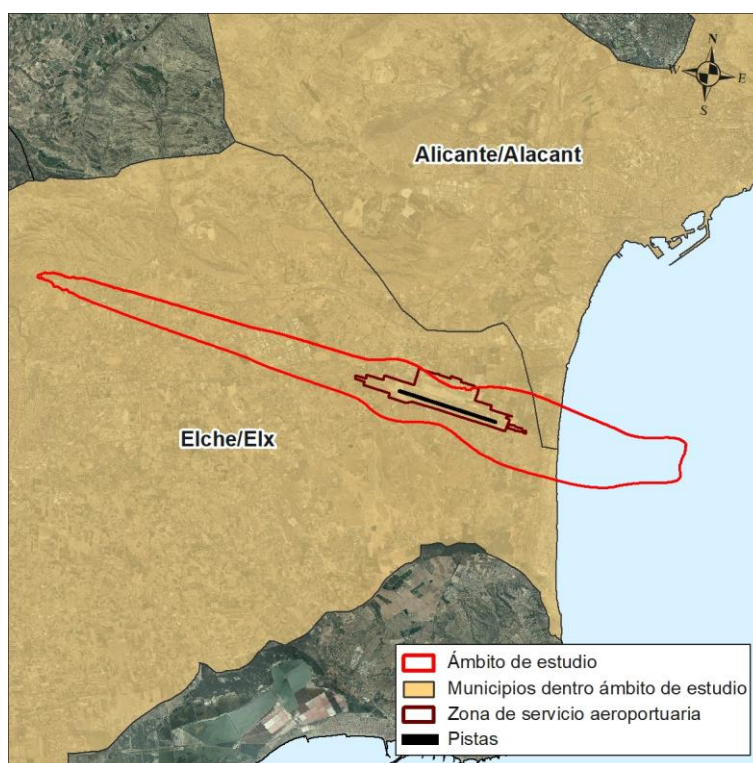 N
W E
S
Alicante/Alacant
Elche/Elx
Ámbito de estudio
Municipios dentro ámbito de estudio
Zona de servicio aeroportuaria
Pistas